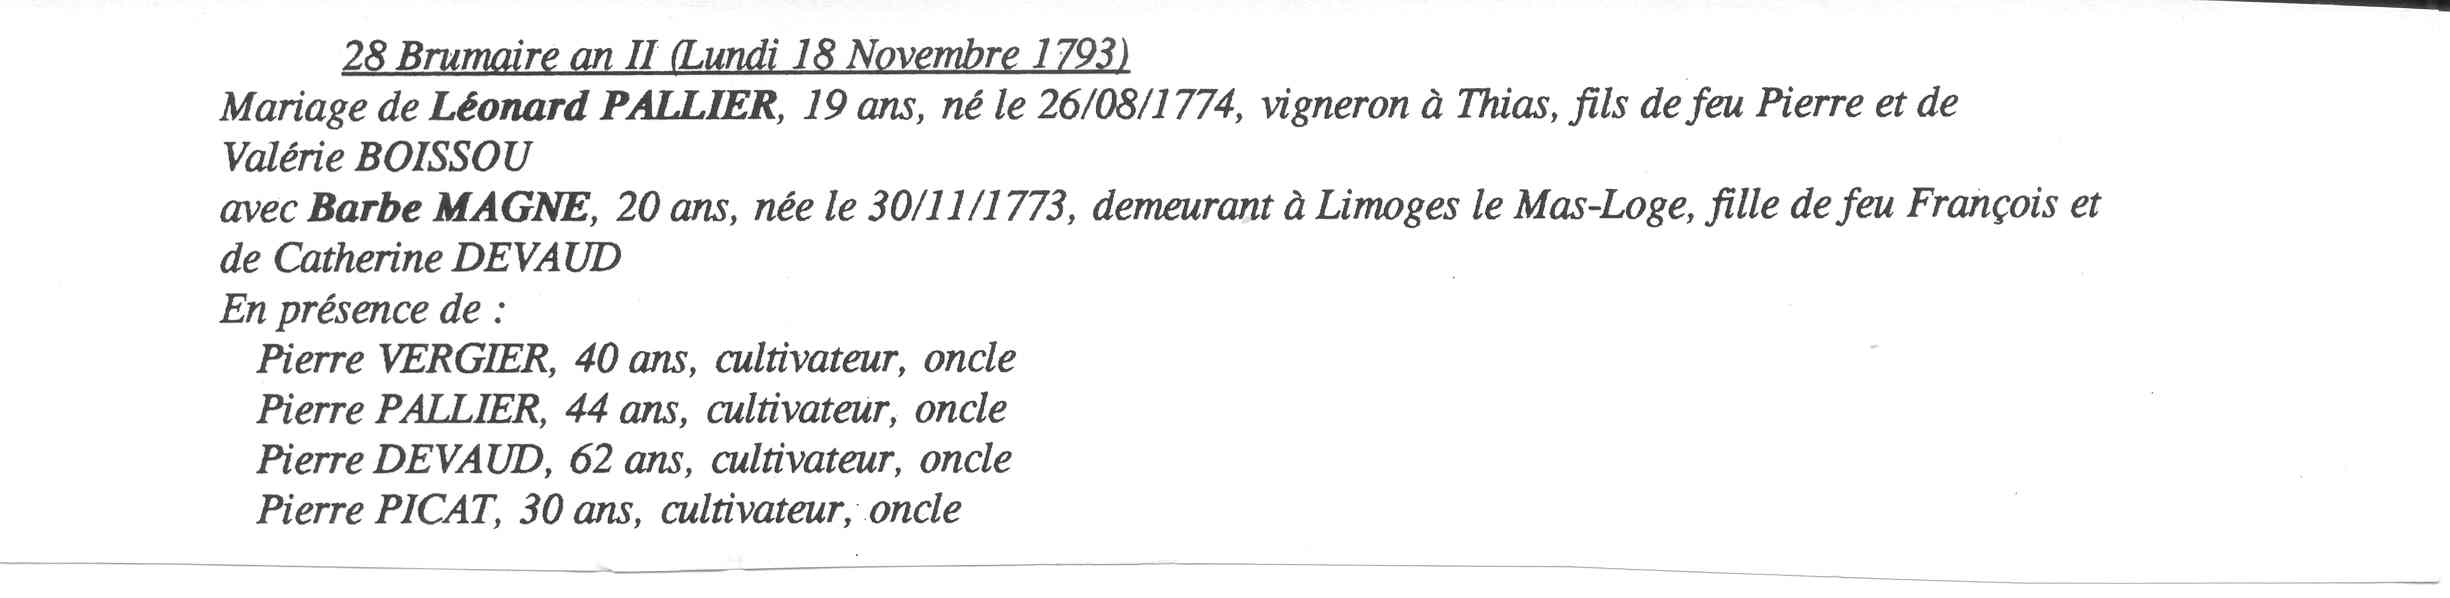 28 Brumaire an II (Lundi 18 Novembre 1793)
Mariage de Léonard PALLIER, 19 ans, né le 26/08/1774, vigneron à Thias, fils de feu Pierre et de
Valérie BOISSOU
avec Barbe MAGNE, 20 ans, née le 30/11/1773, demeurant à Limoges le Mas-Loge, fille de feu François et
de Catherine DEVAUD
En présence de :
Pierre VERGIER, 40 ans, cultivateur, oncle
Pierre PALLIER, 44 ans, cultivateur, oncle
Pierre DEVAUD, 62 ans, cultivateur, oncle
Pierre PICAT, 30 ans, cultivateur, oncle